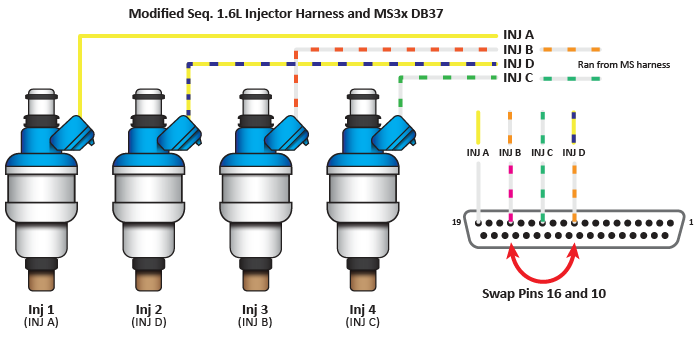 Modified Seq. 1.6L Injector Harness and MS3x DB37
INJ A
INJ B
INJ D
INJ C
Ran from MS harness
INJ A INJ B INJ C INJ D
19 1
Swap Pins 16 and 10
Inj 1 Inj 2 Inj 3 Inj 4
(INJ A) (INJ D) (INJ B) (INJ C)